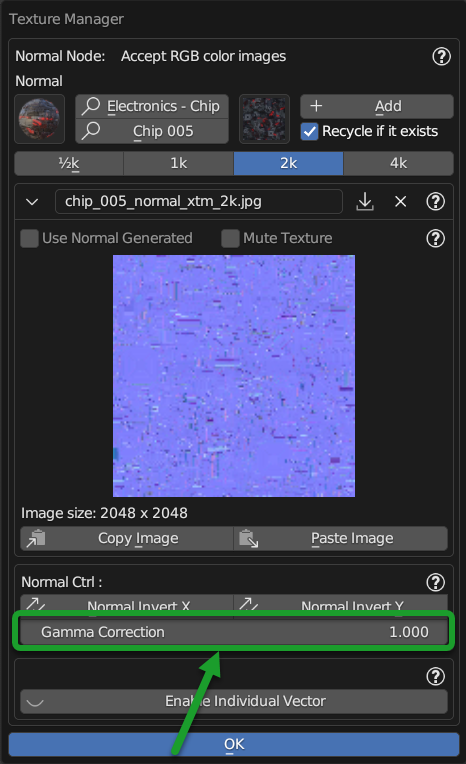 Texture Manager
Normal Node: Accept RGB color images
Normal
Electronics - Chip
Chip 005
Add
Recycle if it exists
½k 1k 2k 4k
chip_005_normal_xtm_2k.jpg
Use Normal Generated Mute Texture
Image size: 2048 x 2048
Copy Image Paste Image
Normal Ctrl :
Normal Invert X Normal Invert Y
Gamma Correction 1.000
Enable Individual Vector
OK